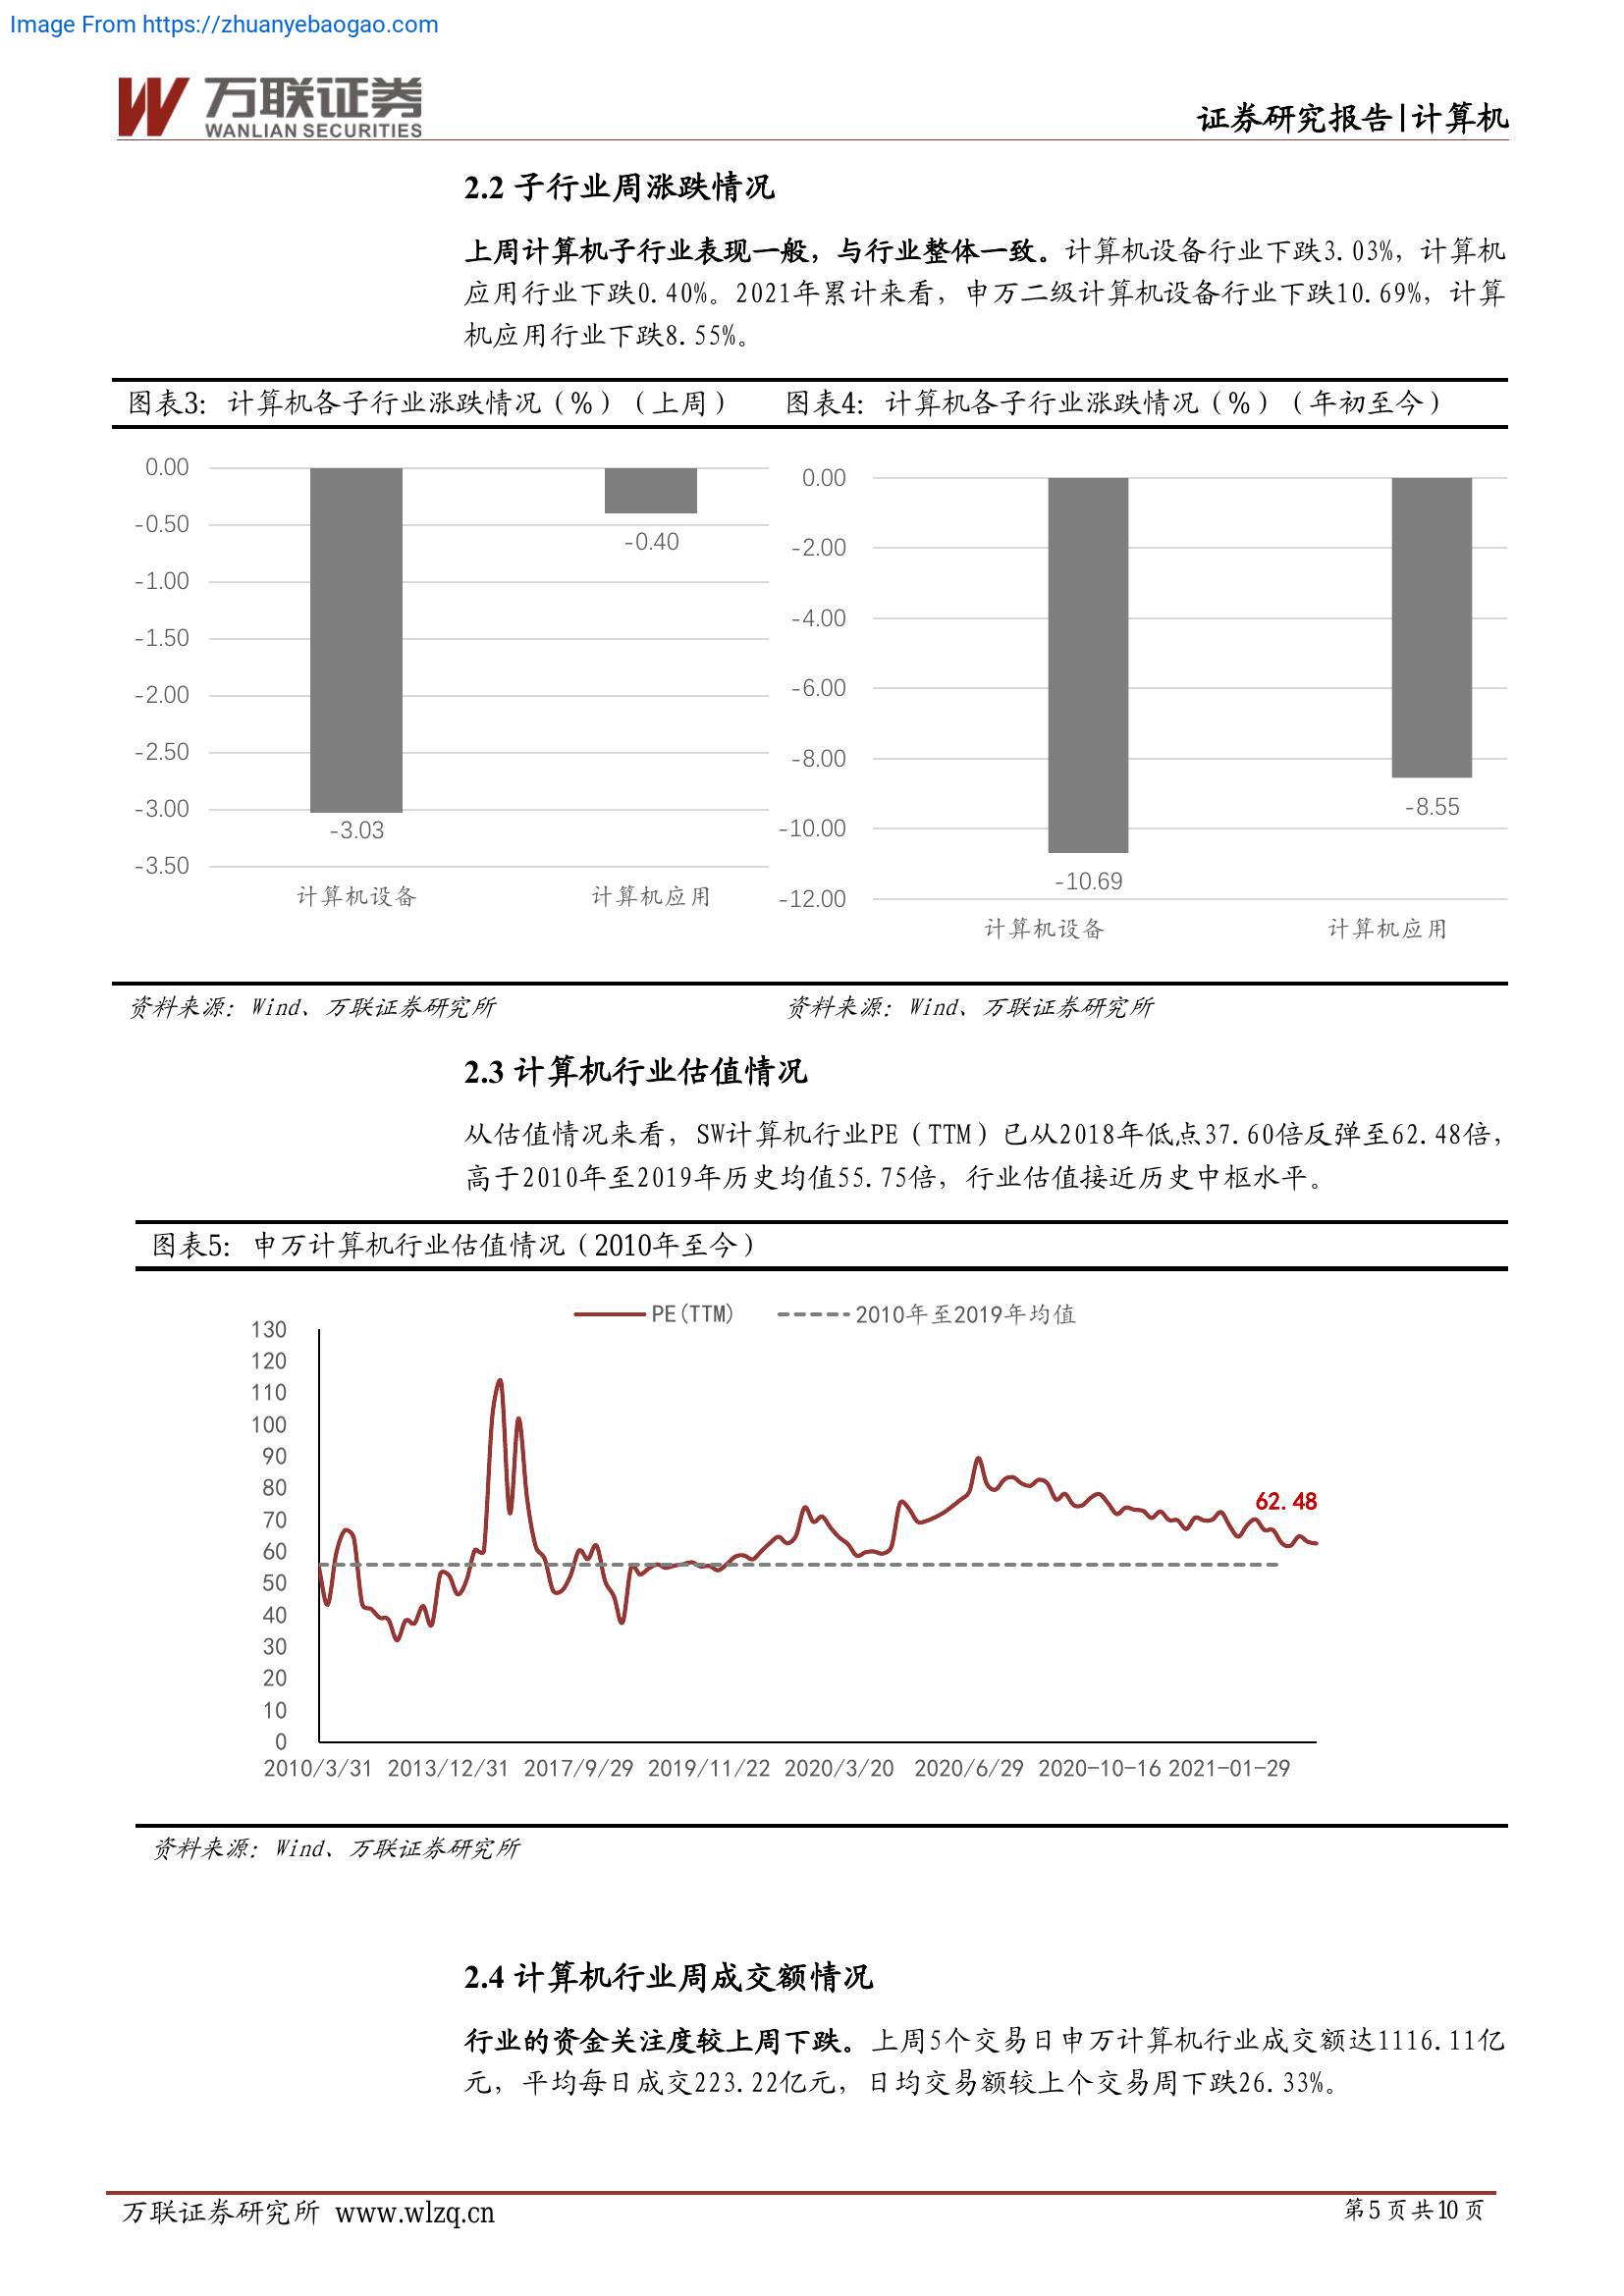 Image From https://zhuanyebaogao.com
万联证券
WANLIAN SECURITIES
证券研究报告|计算机
2.2 子行业周涨跌情况
上周计算机子行业表现一般，与行业整体一致。计算机设备行业下跌3.03%，计算机
应用行业下跌0.40%。2021年累计来看，申万二级计算机设备行业下跌10.69%，计算
机应用行业下跌8.55%。
图表3：计算机各子行业涨跌情况（%）（上周）
0.00
-0.50
-1.00
-1.50
-2.00
-2.50
-3.00
-3.50
-3.03
-0.40
计算机设备
计算机应用
资料来源：Wind、万联证券研究所
图表4：计算机各子行业涨跌情况（%）（年初至今）
0.00
-2.00
-4.00
-6.00
-8.00
-10.00
-12.00
-10.69
-8.55
计算机设备
计算机应用
资料来源：Wind、万联证券研究所
2.3 计算机行业估值情况
从估值情况来看，SW计算机行业PE（TTM）已从2018年低点37.60倍反弹至62.48倍，
高于2010年至2019年历史均值55.75倍，行业估值接近历史中枢水平。
图表5：申万计算机行业估值情况（2010年至今）
PE(TTM)
2010年至2019年均值
130
120
110
100
90
80
70
60
50
40
30
20
10
0
62.48
2010/3/31
2013/12/31
2017/9/29
2019/11/22
2020/3/20
2020/6/29
2020-10-16
2021-01-29
资料来源：Wind、万联证券研究所
2.4 计算机行业周成交额情况
行业的资金关注度较上周下跌。上周5个交易日申万计算机行业成交额达1116.11亿
元，平均每日成交223.22亿元，日均交易额较上个交易周下跌26.33%。
万联证券研究所 www.wlzq.cn
第5页共10页